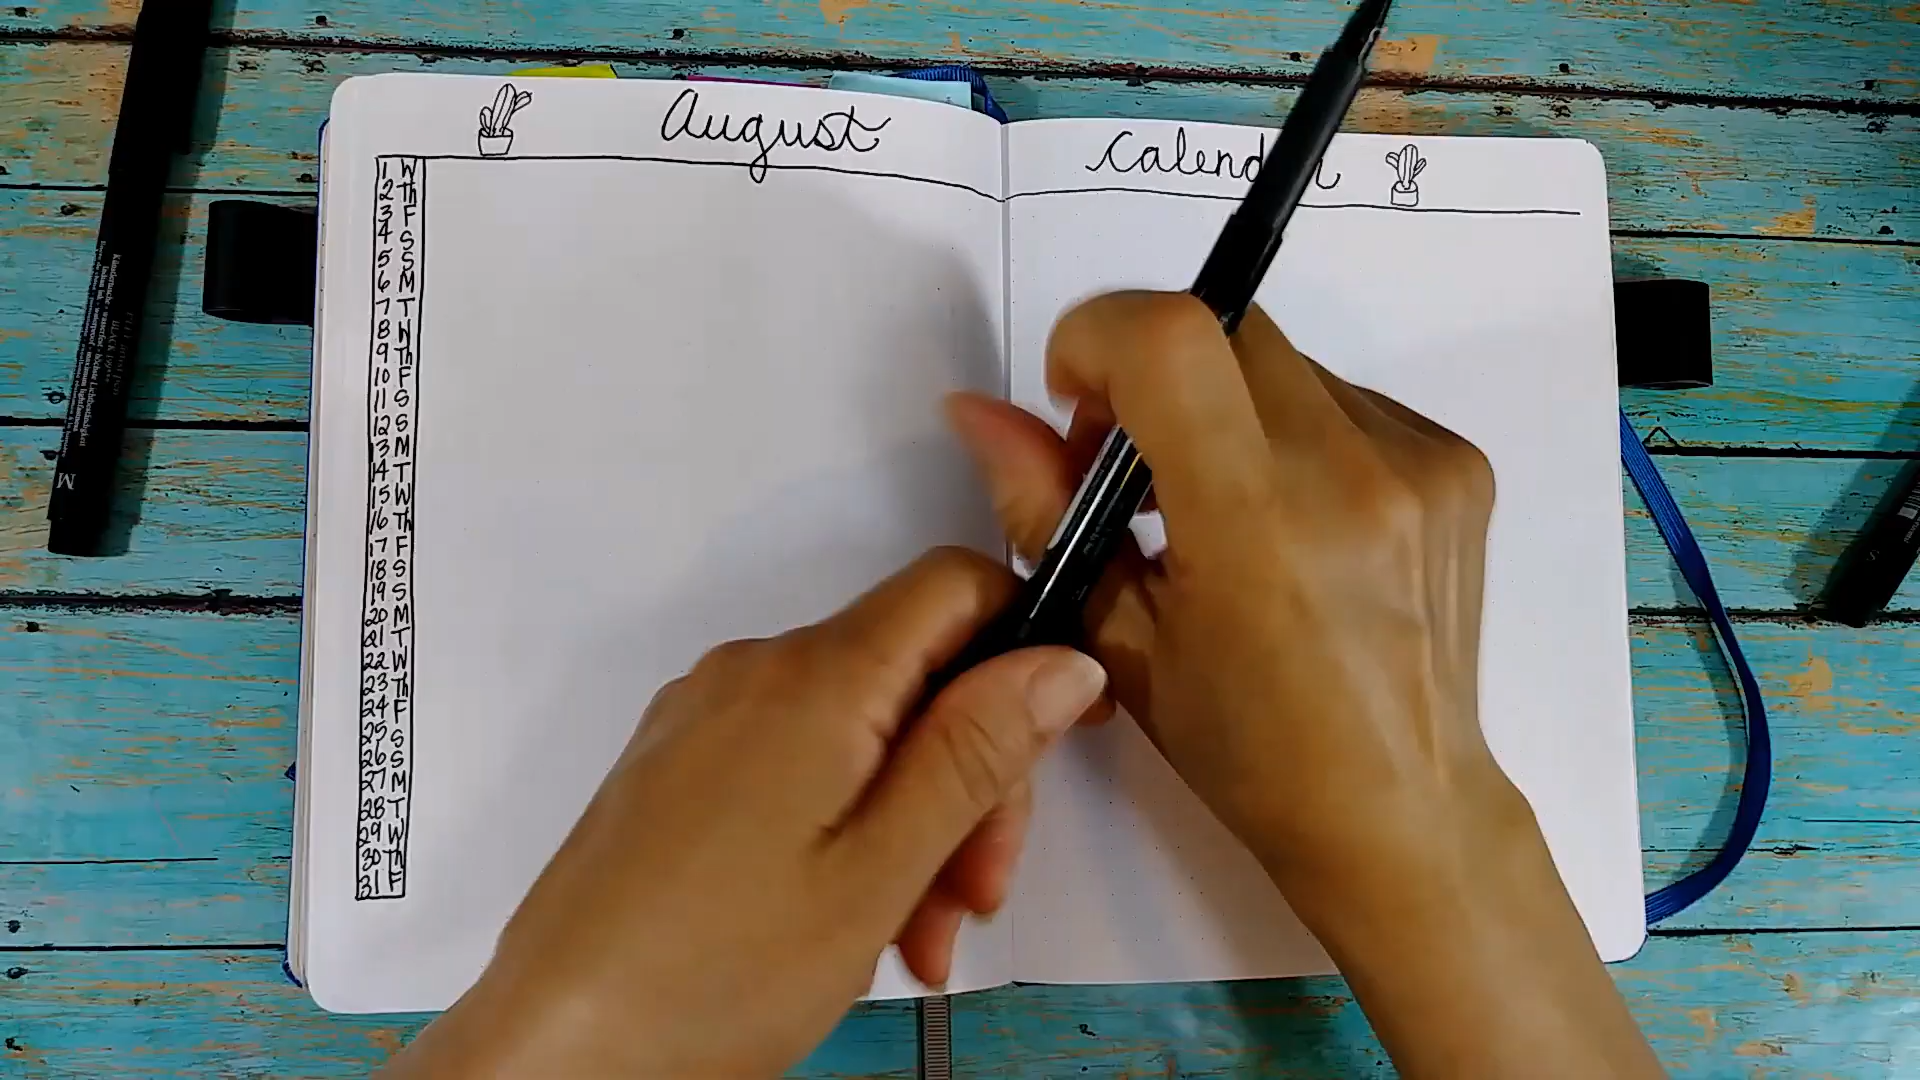 August
Calendar
1 W
2 Th
3 F
4 S
5 S
6 M
7 T
8 W
9 Th
10 F
11 S
12 S
13 M
14 T
15 W
16 Th
17 F
18 S
19 S
20 M
21 T
22 W
23 Th
24 F
25 S
26 S
27 M
28 T
29 W
30 Th
31 F
M